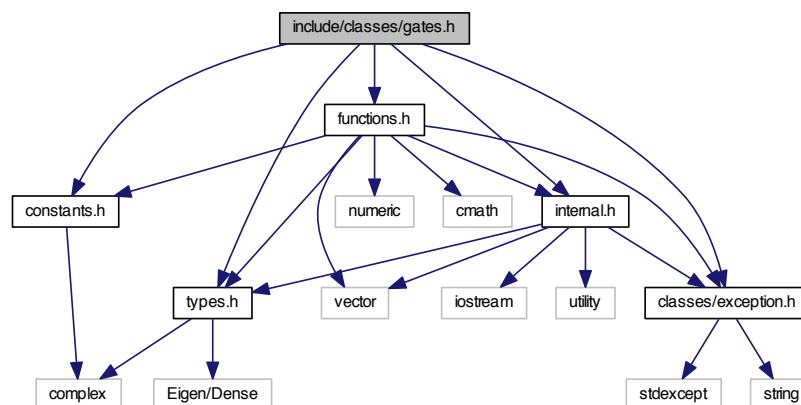 include/classes/gates.h
functions.h
constants.h
numeric
cmath
internal.h
types.h
vector
iostream
utility
classes/exception.h
complex
Eigen/Dense
stdexcept
string